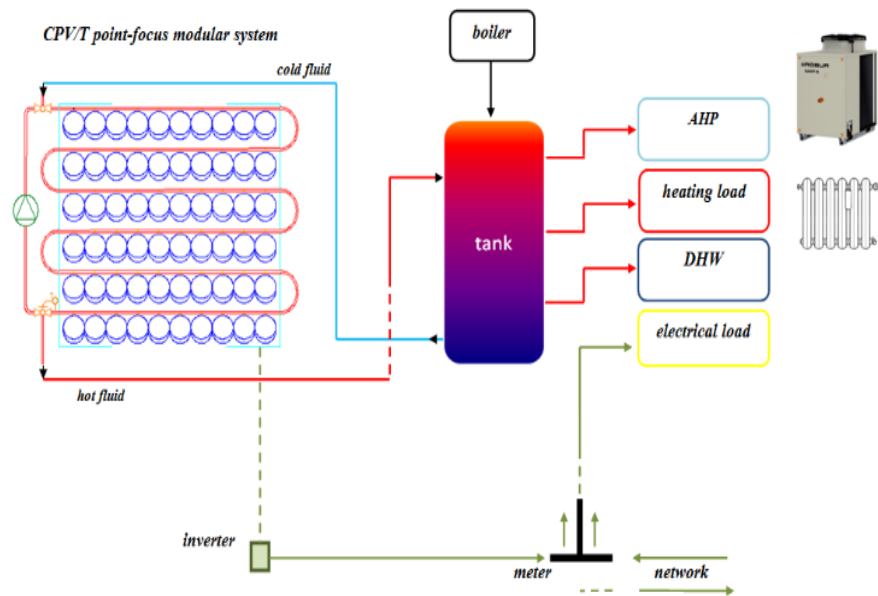 CPV/T point-focus modular system
boiler
cold fluid
AHP
heating load
tank
DHW
electrical load
hot fluid
inverter
meter
network